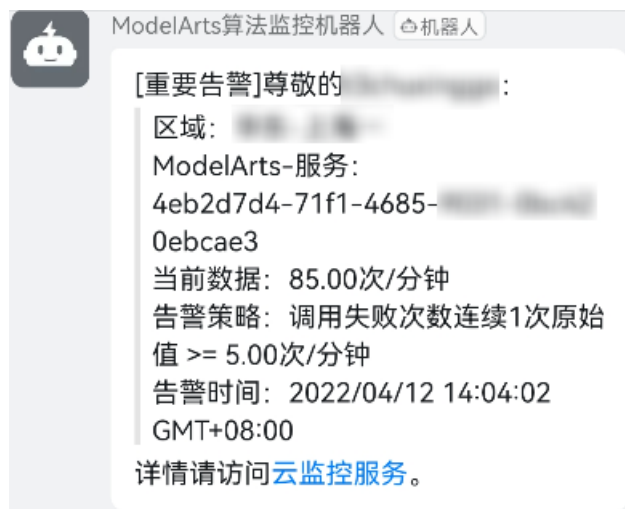 ModelArts算法监控机器人 机器人
[重要告警]尊敬的 :
区域:
ModelArts-服务:
4eb2d7d4-71f1-4685-
0ebcae3
当前数据: 85.00次/分钟
告警策略: 调用失败次数连续1次原始
值 >= 5.00次/分钟
告警时间: 2022/04/12 14:04:02
GMT+08:00
详情请访问云监控服务。